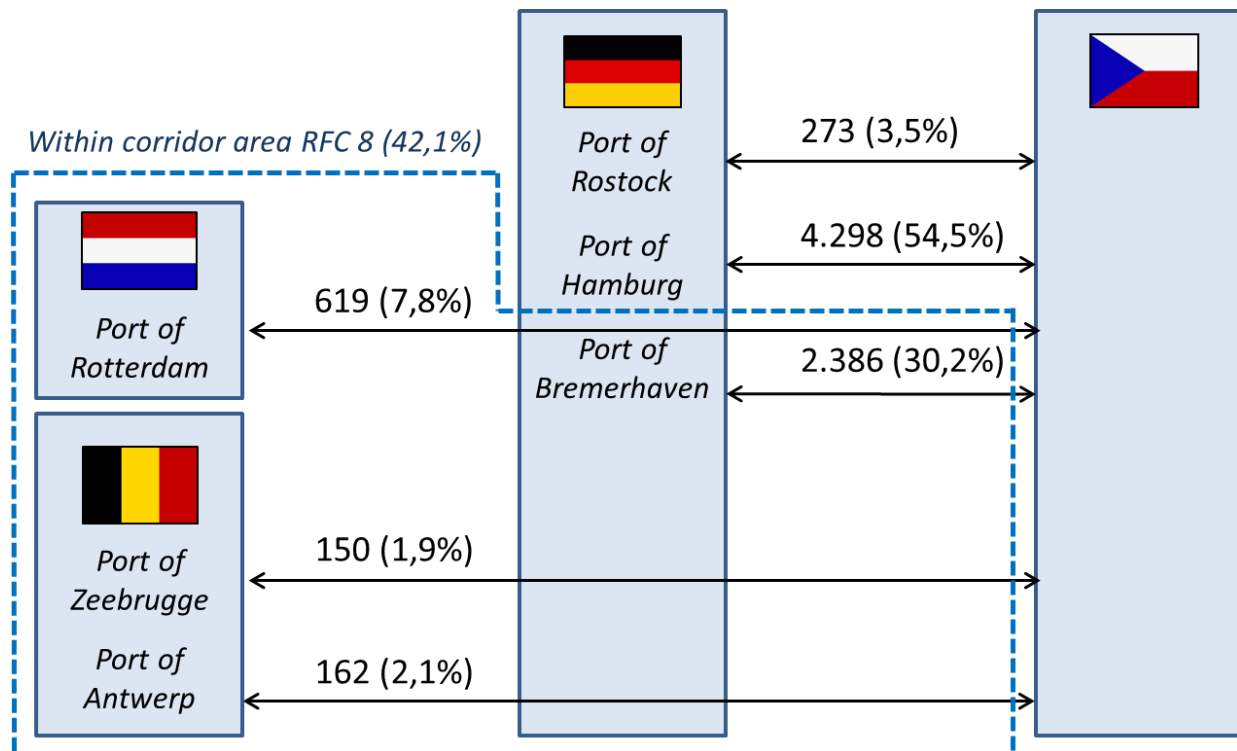 Within corridor area RFC 8 (42,1%)
Port of
Rotterdam
Port of
Zeebrugge
Port of
Antwerp
619 (7,8%)
150 (1,9%)
162 (2,1%)
Port of
Rostock
Port of
Hamburg
Port of
Bremerhaven
273 (3,5%)
4.298 (54,5%)
2.386 (30,2%)